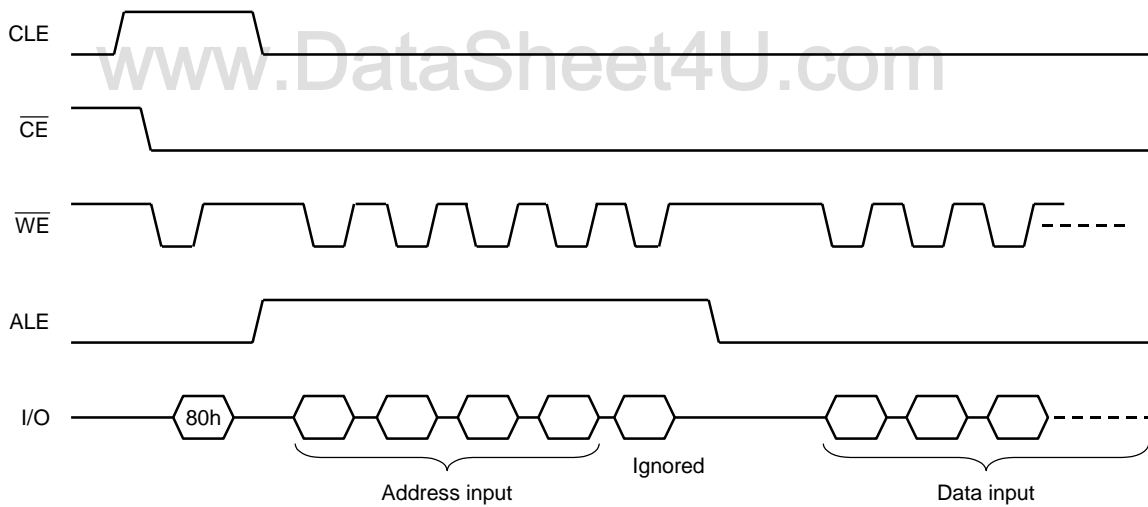 CLE
www.DataSheet4U.com
CE
WE
ALE
I/O
80h
Ignored
Address input
Data input